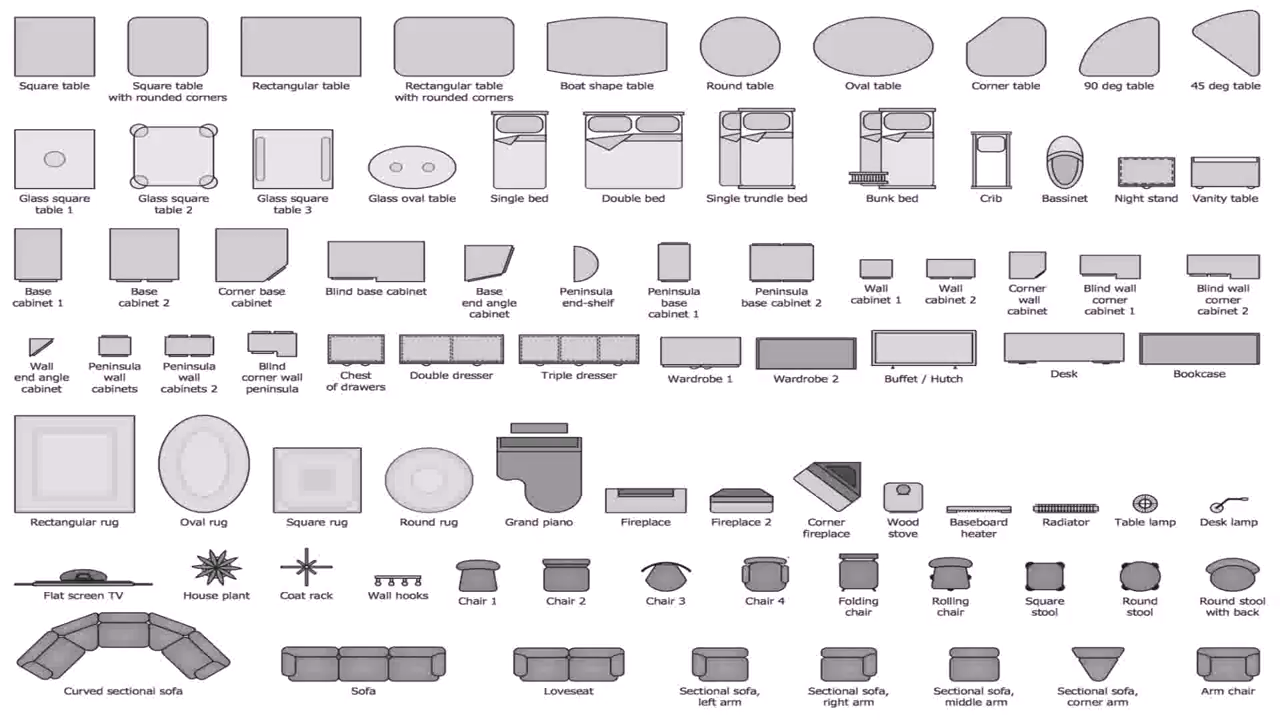 Square table
Square table
with rounded corners
Rectangular table
Rectangular table
with rounded corners
Boat shape table
Round table
Oval table
Corner table
90 deg table
45 deg table
Glass square
table 1
Glass square
table 2
Glass square
table 3
Glass oval table
Single bed
Double bed
Single trundle bed
Bunk bed
Crib
Bassinet
Night stand
Vanity table
Base
cabinet 1
Base
cabinet 2
Corner base
cabinet
Blind base cabinet
Base
end angle
cabinet
Peninsula
end-shelf
Peninsula
base
cabinet 1
Peninsula
base cabinet 2
Wall
cabinet 1
Wall
cabinet 2
Corner
wall
cabinet
Blind wall
corner
cabinet 1
Blind wall
corner
cabinet 2
Wall
end angle
cabinet
Peninsula
wall
cabinets
Peninsula
wall
cabinets 2
Blind
corner wall
peninsula
Chest
of drawers
Double dresser
Triple dresser
Wardrobe 1
Wardrobe 2
Buffet / Hutch
Desk
Bookcase
Rectangular rug
Oval rug
Square rug
Round rug
Grand piano
Fireplace
Fireplace 2
Corner
fireplace
Wood
stove
Baseboard
heater
Radiator
Table lamp
Desk lamp
Flat screen TV
House plant
Coat rack
Wall hooks
Chair 1
Chair 2
Chair 3
Chair 4
Folding
chair
Rolling
chair
Square
stool
Round
stool
Round stool
with back
Curved sectional sofa
Sofa
Loveseat
Sectional sofa,
left arm
Sectional sofa,
right arm
Sectional sofa,
middle arm
Sectional sofa,
corner arm
Arm chair